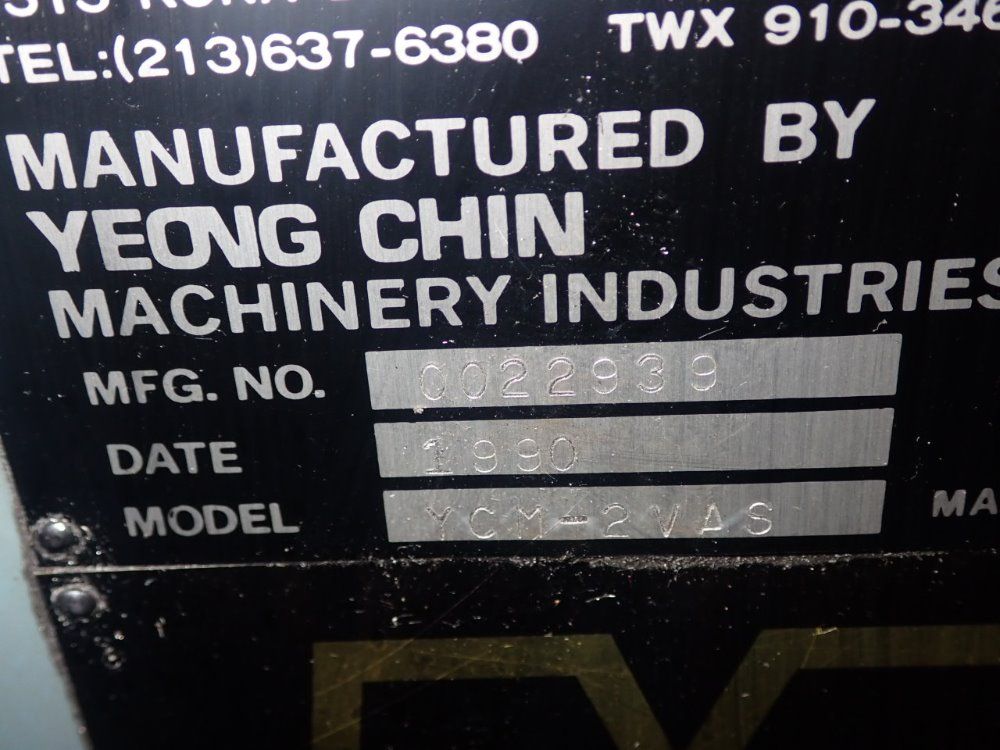 TEL:(213)637-6380 TWX 910-346
MANUFACTURED BY
YEONG CHIN
MACHINERY INDUSTRIES
MFG. NO. 0022939
DATE 1990
MODEL YCM-2VAS MA